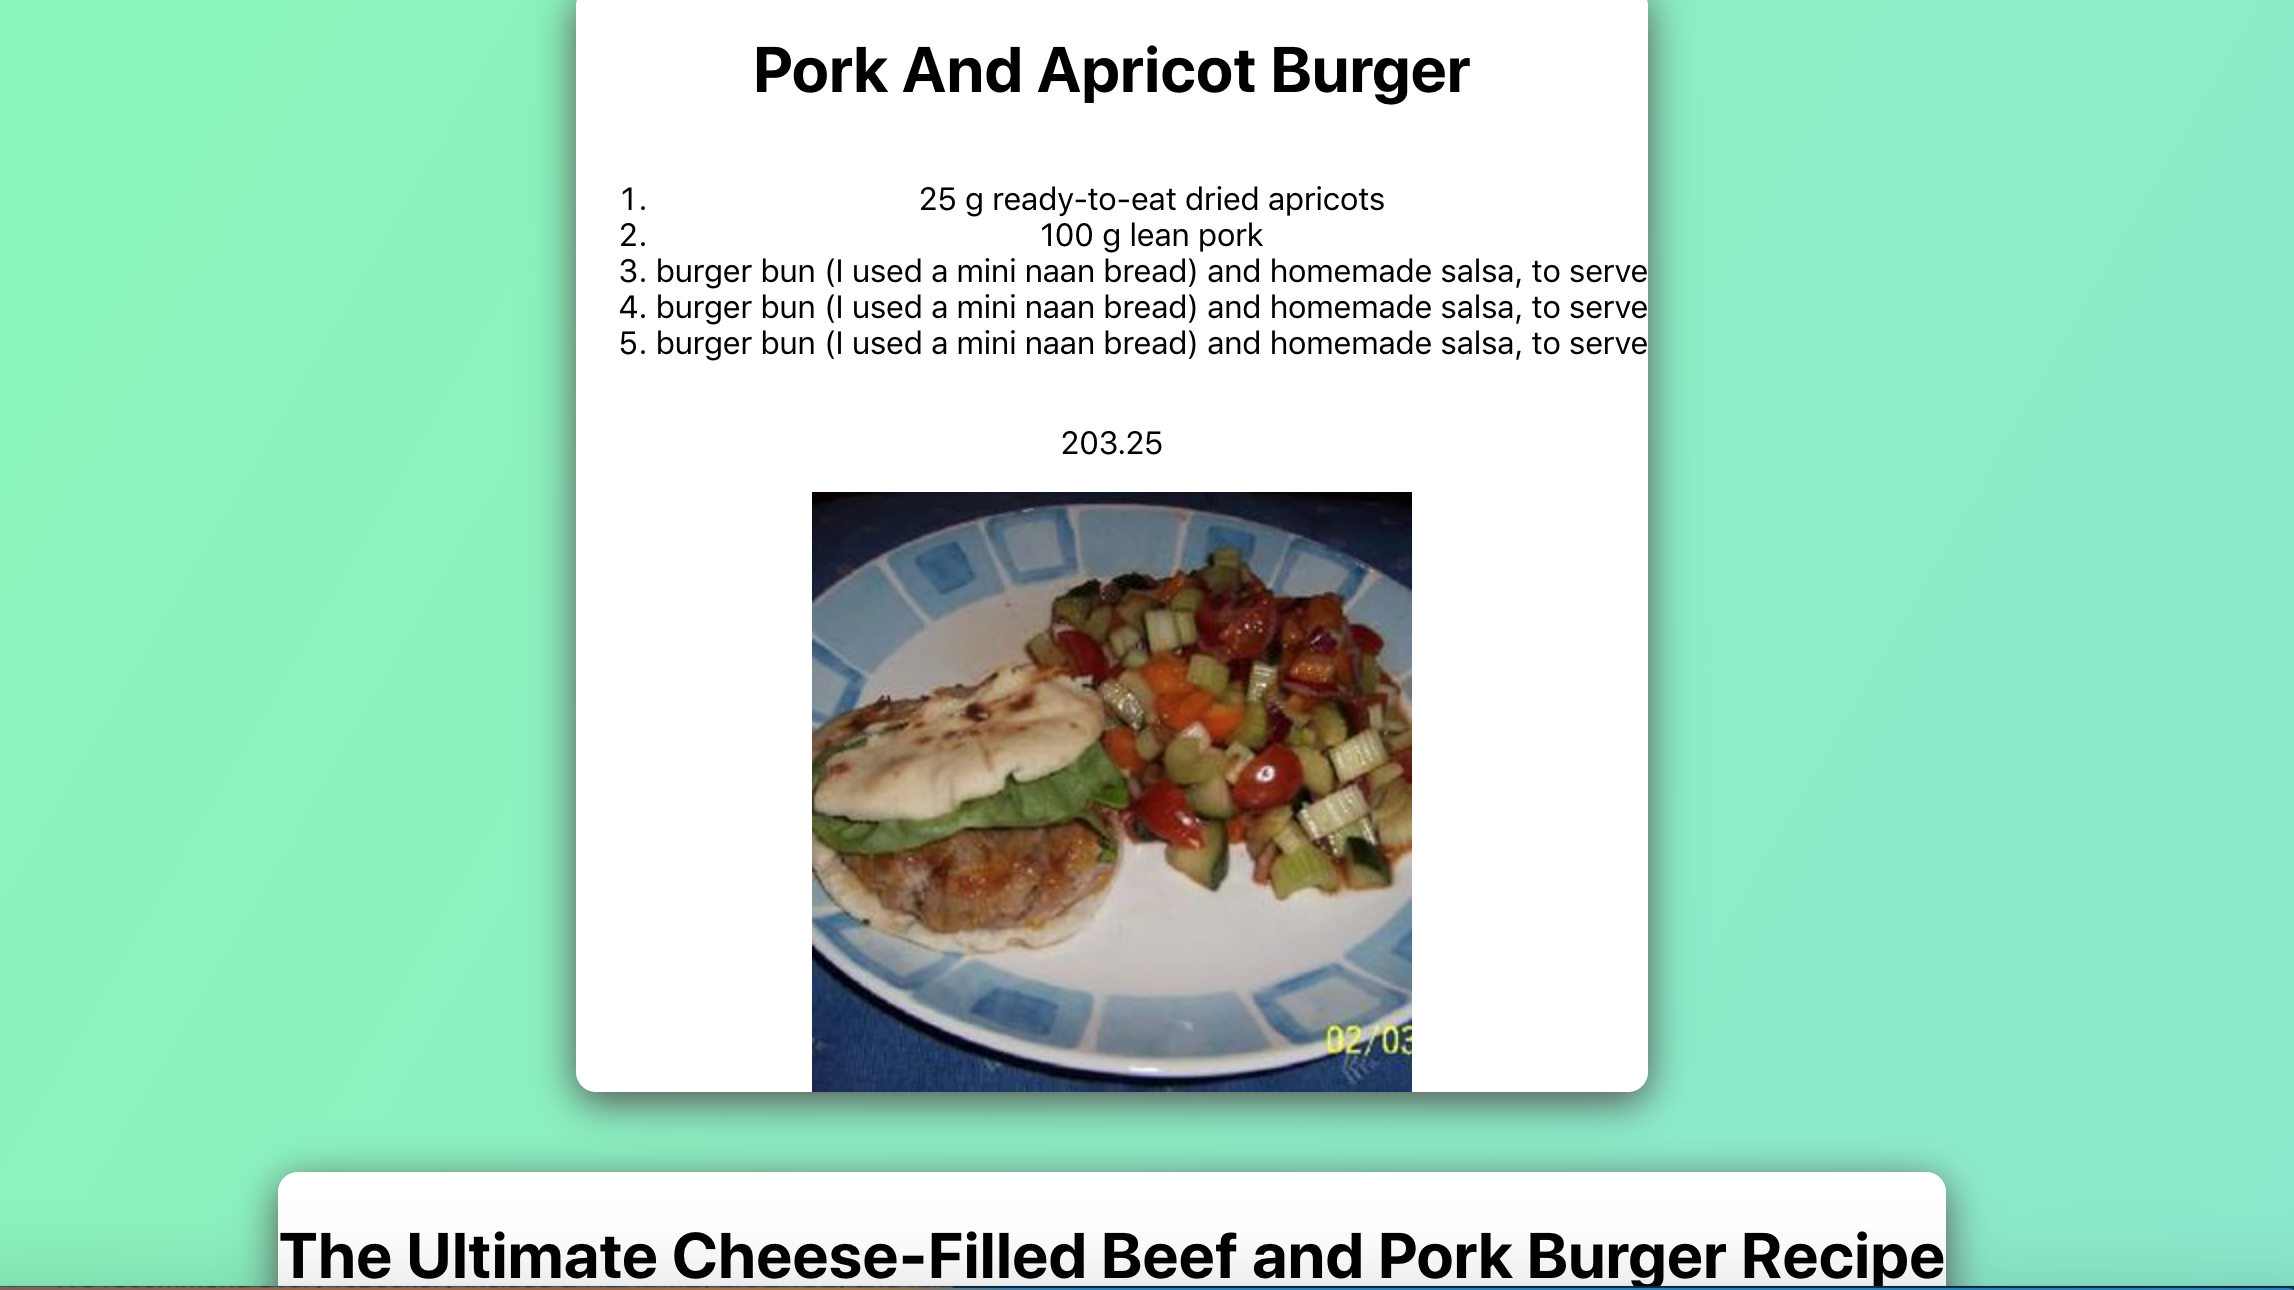 Pork And Apricot Burger
1. 25 g ready-to-eat dried apricots
2. 100 g lean pork
3. burger bun (I used a mini naan bread) and homemade salsa, to serve
4. burger bun (I used a mini naan bread) and homemade salsa, to serve
5. burger bun (I used a mini naan bread) and homemade salsa, to serve
203.25
02/03
The Ultimate Cheese-Filled Beef and Pork Burger Recipe